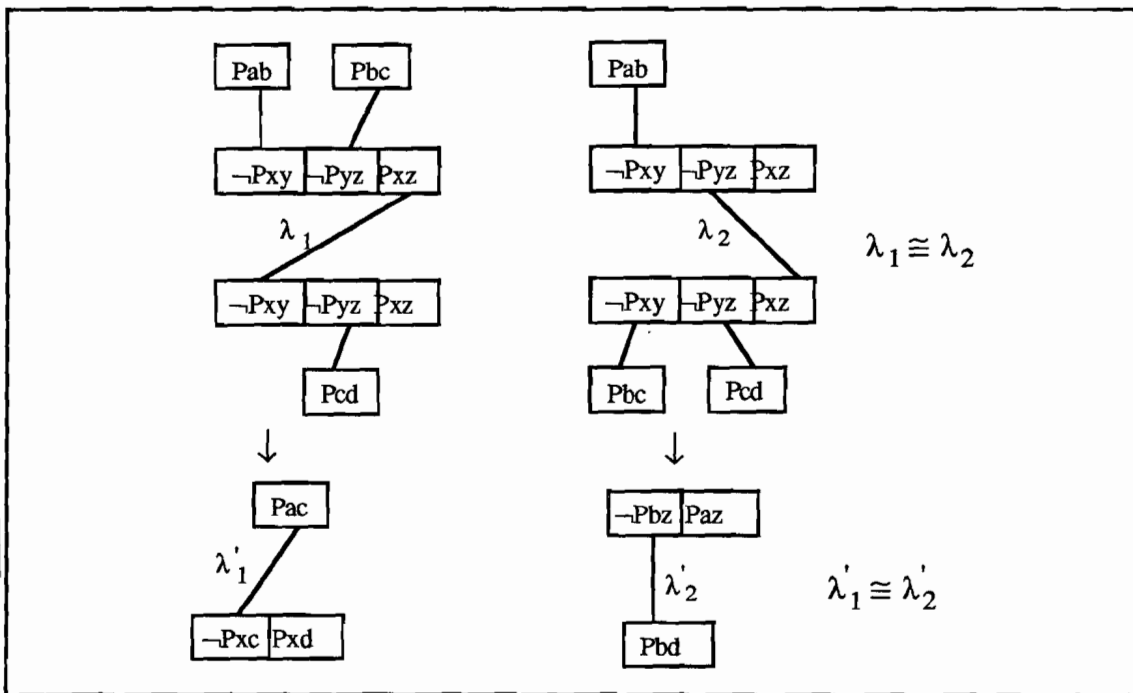 Pab Pbc Pab
¬Pxy ¬Pyz Pxz ¬Pxy ¬Pyz Pxz
λ₁ λ₂ λ₁ ≅ λ₂
¬Pxy ¬Pyz Pxz ¬Pxy ¬Pyz Pxz
Pcd Pbc Pcd
↓ ↓
Pac ¬Pbz Paz
λ'₁ λ'₂ λ'₁ ≅ λ'₂
¬Pxc Pxd Pbd